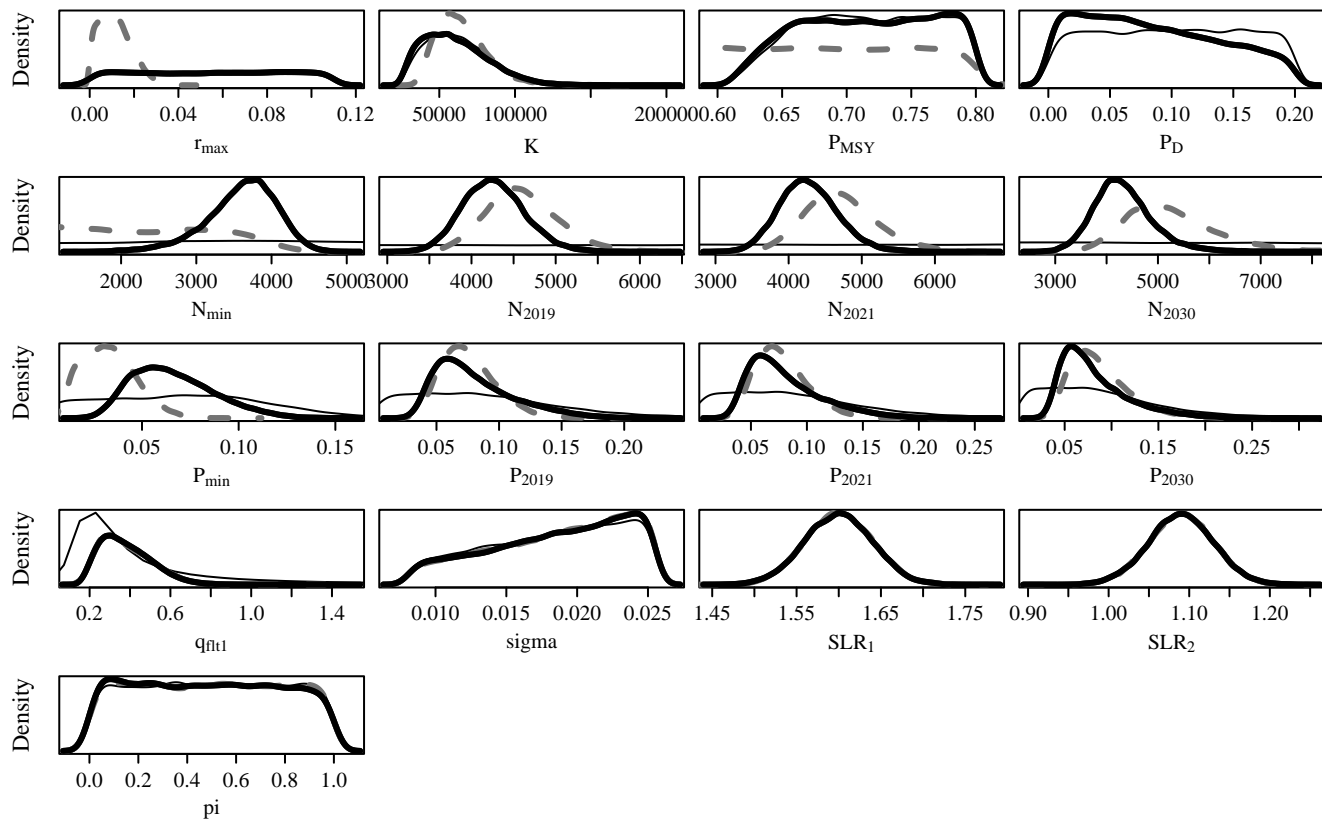 Density
0.00 0.04 0.08 0.12
r_max
50000 100000 200000
K
0.60 0.65 0.70 0.75 0.80
P_MSY
0.00 0.05 0.10 0.15 0.20
P_D
Density
2000 3000 4000 5000
N_min
3000 4000 5000 6000
N_2019
3000 4000 5000 6000
N_2021
3000 5000 7000
N_2030
Density
0.05 0.10 0.15
P_min
0.05 0.10 0.15 0.20
P_2019
0.05 0.10 0.15 0.20 0.25
P_2021
0.05 0.15 0.25
P_2030
Density
0.2 0.6 1.0 1.4
q_flt1
0.010 0.015 0.020 0.025
sigma
1.45 1.55 1.65 1.75
SLR_1
0.90 1.00 1.10 1.20
SLR_2
Density
0.0 0.2 0.4 0.6 0.8 1.0
pi